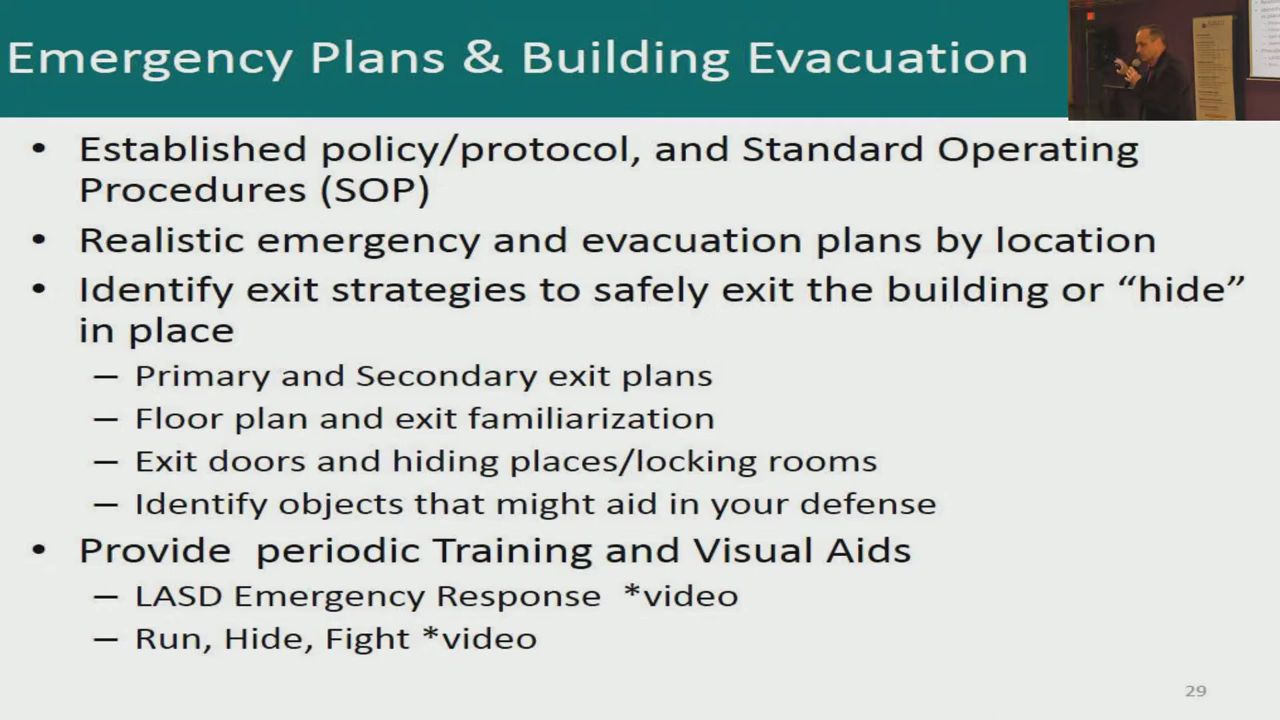 Emergency Plans & Building Evacuation
• Established policy/protocol, and Standard Operating
Procedures (SOP)
• Realistic emergency and evacuation plans by location
• Identify exit strategies to safely exit the building or “hide”
in place
– Primary and Secondary exit plans
– Floor plan and exit familiarization
– Exit doors and hiding places/locking rooms
– Identify objects that might aid in your defense
• Provide  periodic Training and Visual Aids
– LASD Emergency Response  *video
– Run, Hide, Fight *video
29